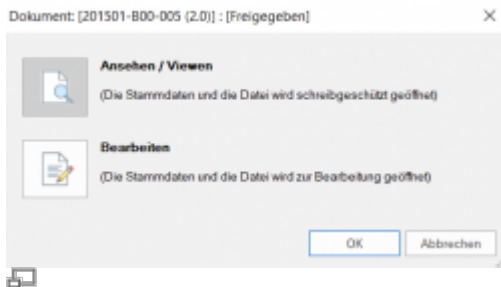 Dokument: [201501-B00-005 (2.0)] : [Freigegeben]
Ansehen / Viewen
(Die Stammdaten und die Datei wird schreibgeschützt geöffnet)
Bearbeiten
(Die Stammdaten und die Datei wird zur Bearbeitung geöffnet)
OK
Abbrechen